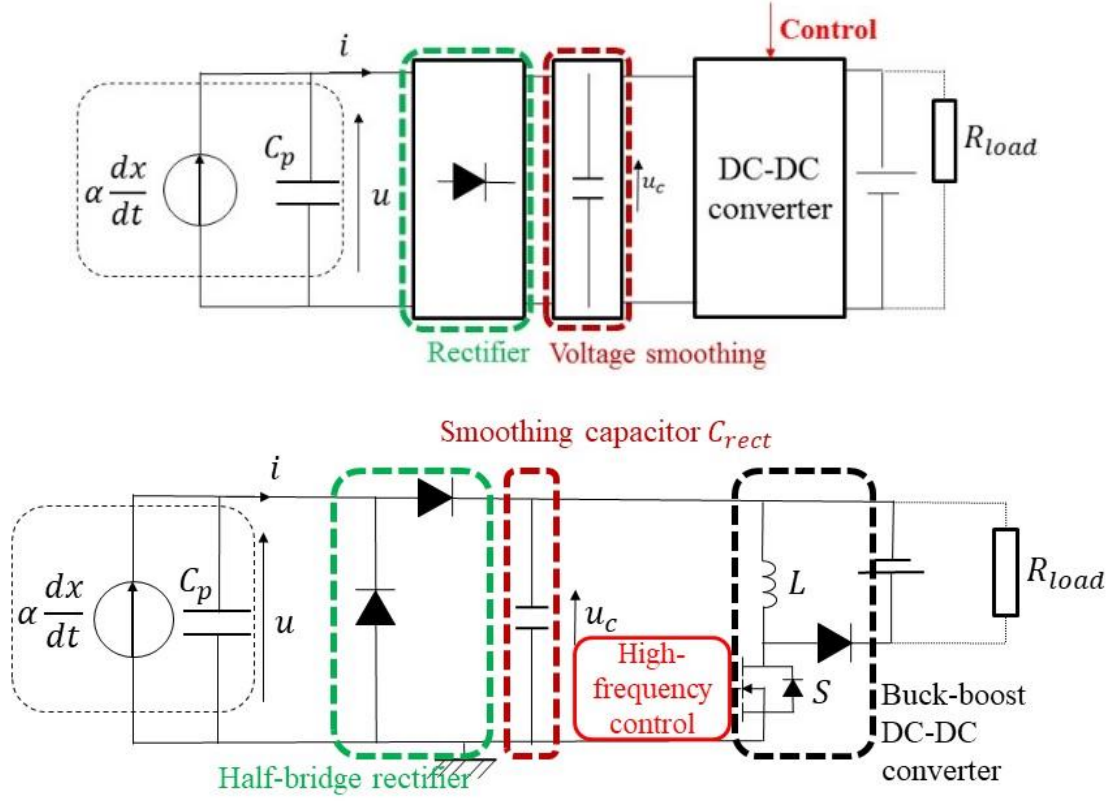 Control
i
α dx/dt
C_p
u
u_c
DC-DC
converter
R_load
Rectifier
Voltage smoothing
Smoothing capacitor C_rect
i
α dx/dt
C_p
u
u_c
High-
frequency
control
L
S
R_load
Buck-boost
DC-DC
converter
Half-bridge rectifier